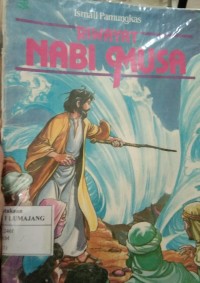 Ismail Pamungkas
RIWAYAT
NABI MUSA
LUMAJANG